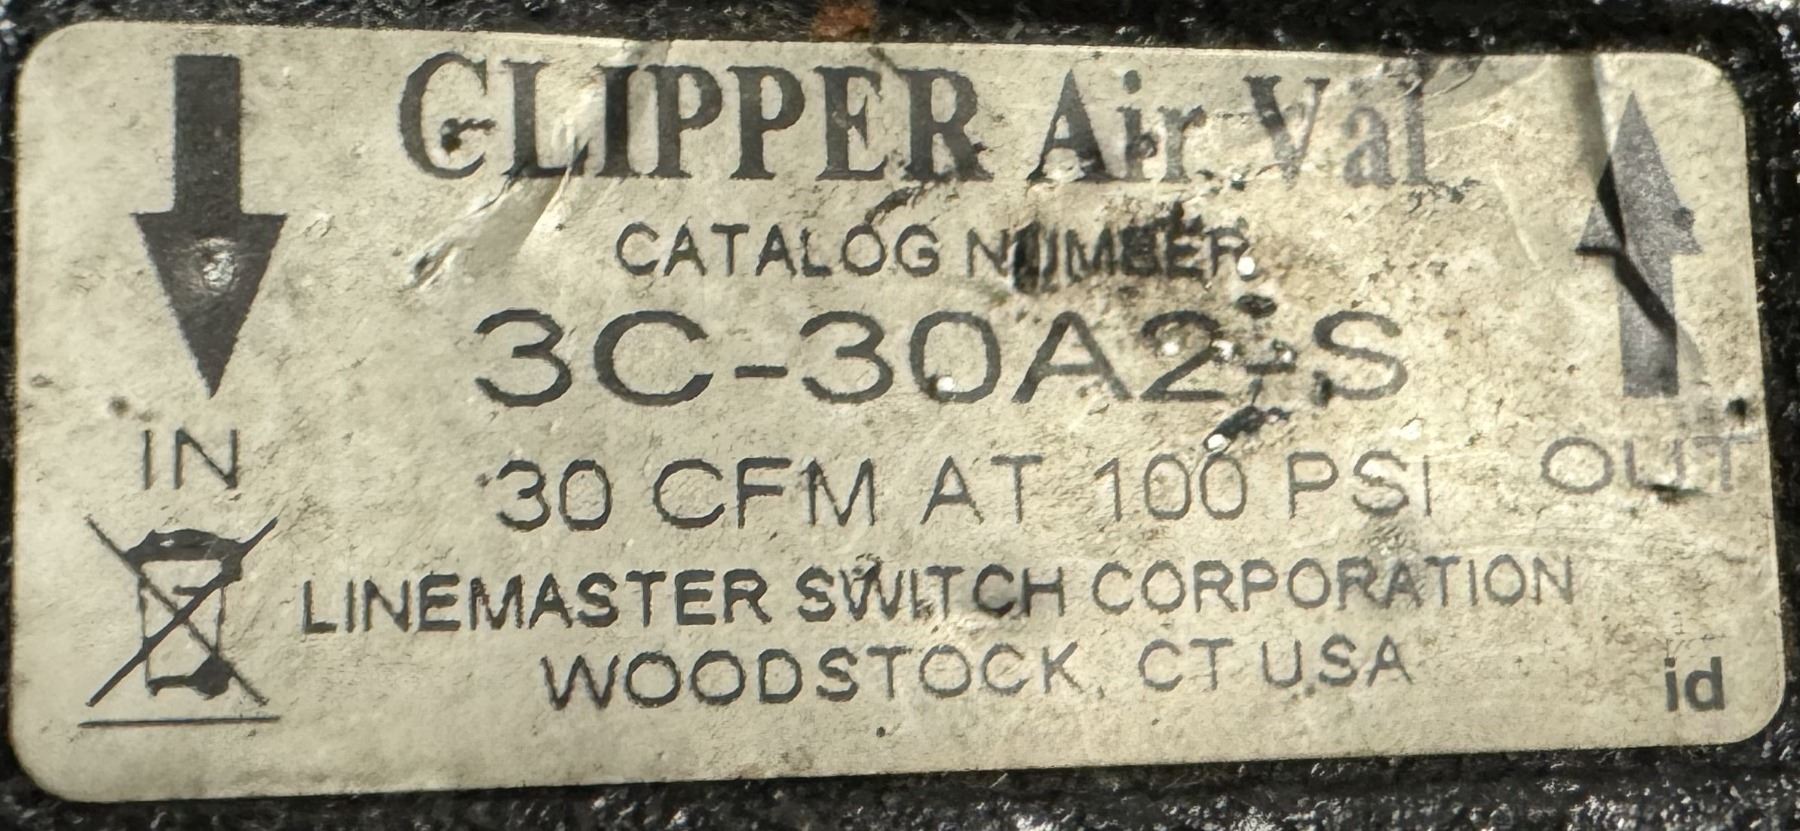 CLIPPER Air Val
CATALOG NUMBER
3C-30A2-S
IN
OUT
30 CFM AT 100 PSI
LINEMASTER SWITCH CORPORATION
WOODSTOCK, CT U.S.A
id